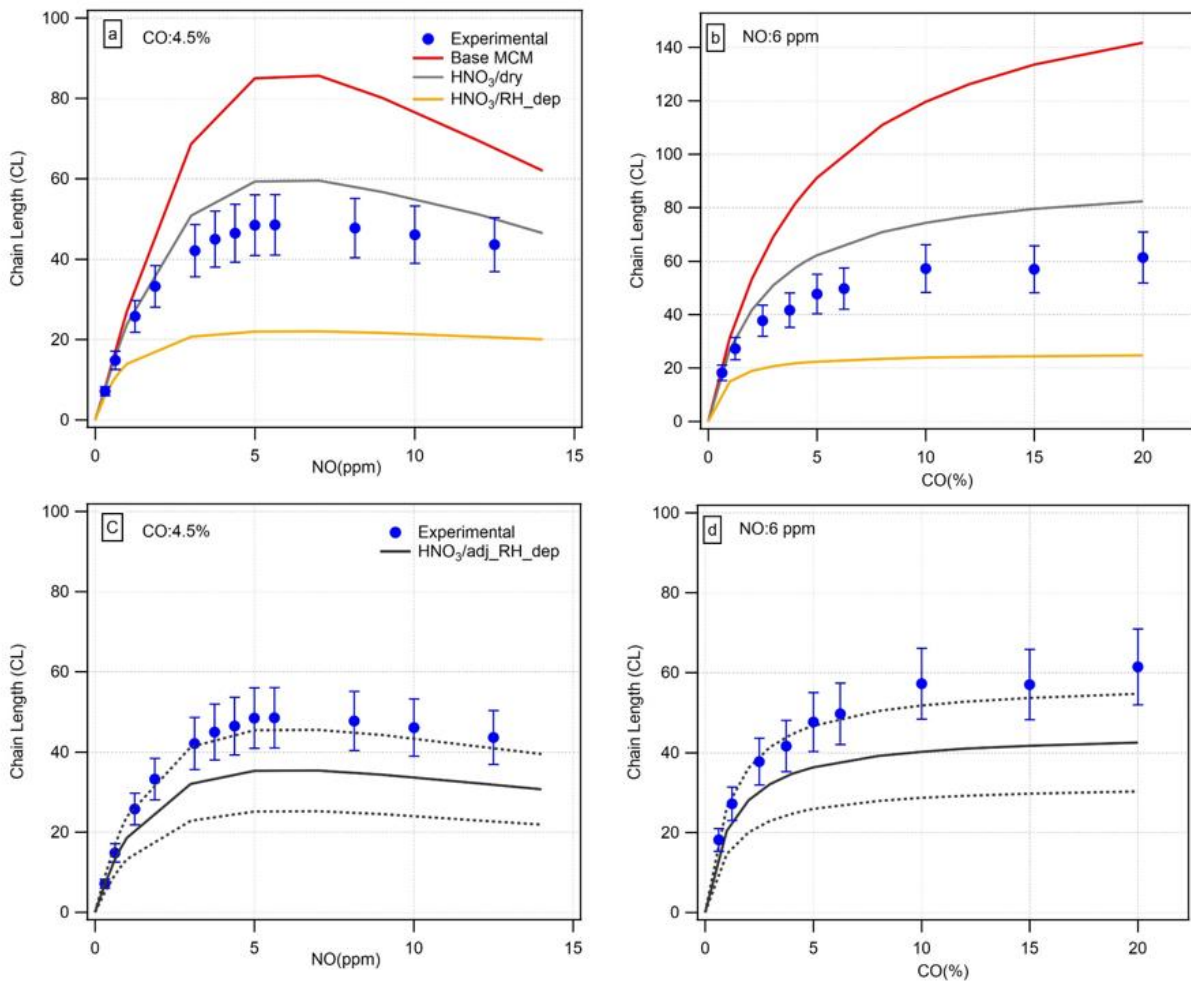 a
CO:4.5%
Experimental
Base MCM
HNO₃/dry
HNO₃/RH_dep
100
80
60
40
20
0
Chain Length (CL)
0 5 10 15
NO(ppm)
b
NO:6 ppm
140
120
100
80
60
40
20
0
Chain Length (CL)
0 5 10 15 20
CO(%)
C
CO:4.5%
Experimental
HNO₃/adj_RH_dep
100
80
60
40
20
0
Chain Length (CL)
0 5 10 15
NO(ppm)
d
NO:6 ppm
100
80
60
40
20
0
Chain Length (CL)
0 5 10 15 20
CO(%)